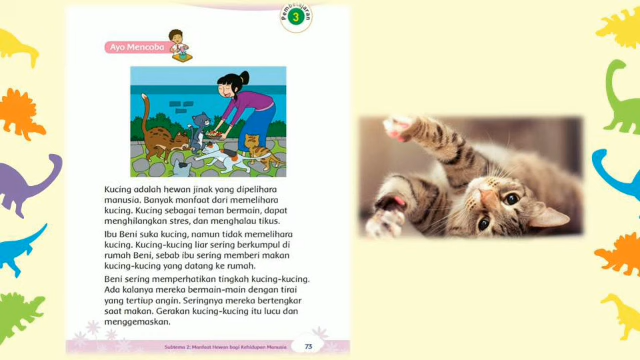 Pembelajaran
3
Ayo Mencoba
Kucing adalah hewan jinak yang dipelihara
manusia. Banyak manfaat dari memelihara
kucing. Kucing sebagai teman bermain, dapat
menghilangkan stres, dan menghalau tikus.
Ibu Beni suka kucing, namun tidak memelihara
kucing. Kucing-kucing liar sering berkumpul di
rumah Beni, sebab ibu sering memberi makan
kucing-kucing yang datang ke rumah.
Beni sering memperhatikan tingkah kucing-kucing.
Ada kalanya mereka bermain-main dengan tirai
yang tertiup angin. Seringnya mereka bertengkar
saat makan. Gerakan kucing-kucing itu lucu dan
menggemaskan.
Subtema 2: Manfaat Hewan bagi Kehidupan Manusia 73